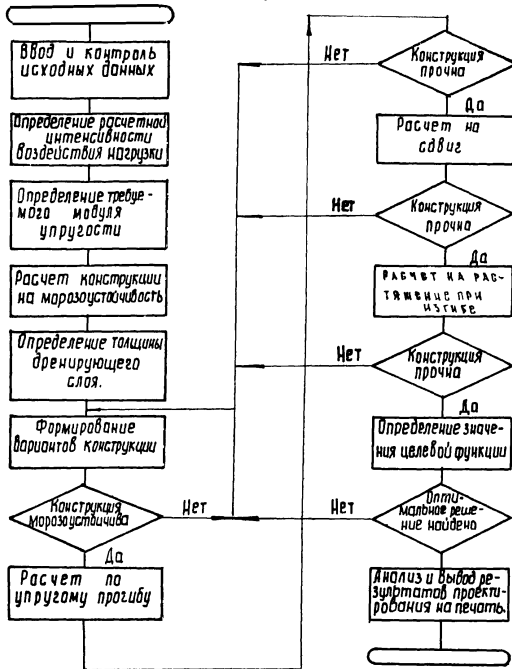 Ввод и контроль
исходных данных
Определение расчетной
интенсивности
воздействия нагрузки
Определение требуе-
мого модуля
упругости
Расчет конструкции
на морозоустойчивость
Определение толщины
дренирующего
слоя.
Формирование
вариантов конструкции
Конструкция
морозоустойчива
Нет
Да
Расчет по
упругому прогибу
Нет
Конструкция
прочна
Да
Расчет на
сдвиг
Нет
Конструкция
прочна
Да
РАСЧЕТ НА РАС-
ТЯЖЕНИЕ ПРИ
ИЗГИБЕ
Нет
Конструкция
прочна
Да
Определение значе-
ния целевой функции
Нет
Опти-
мальное реше-
ние найдено
Анализ и вывод ре-
зультатов проекти-
рования на печать.